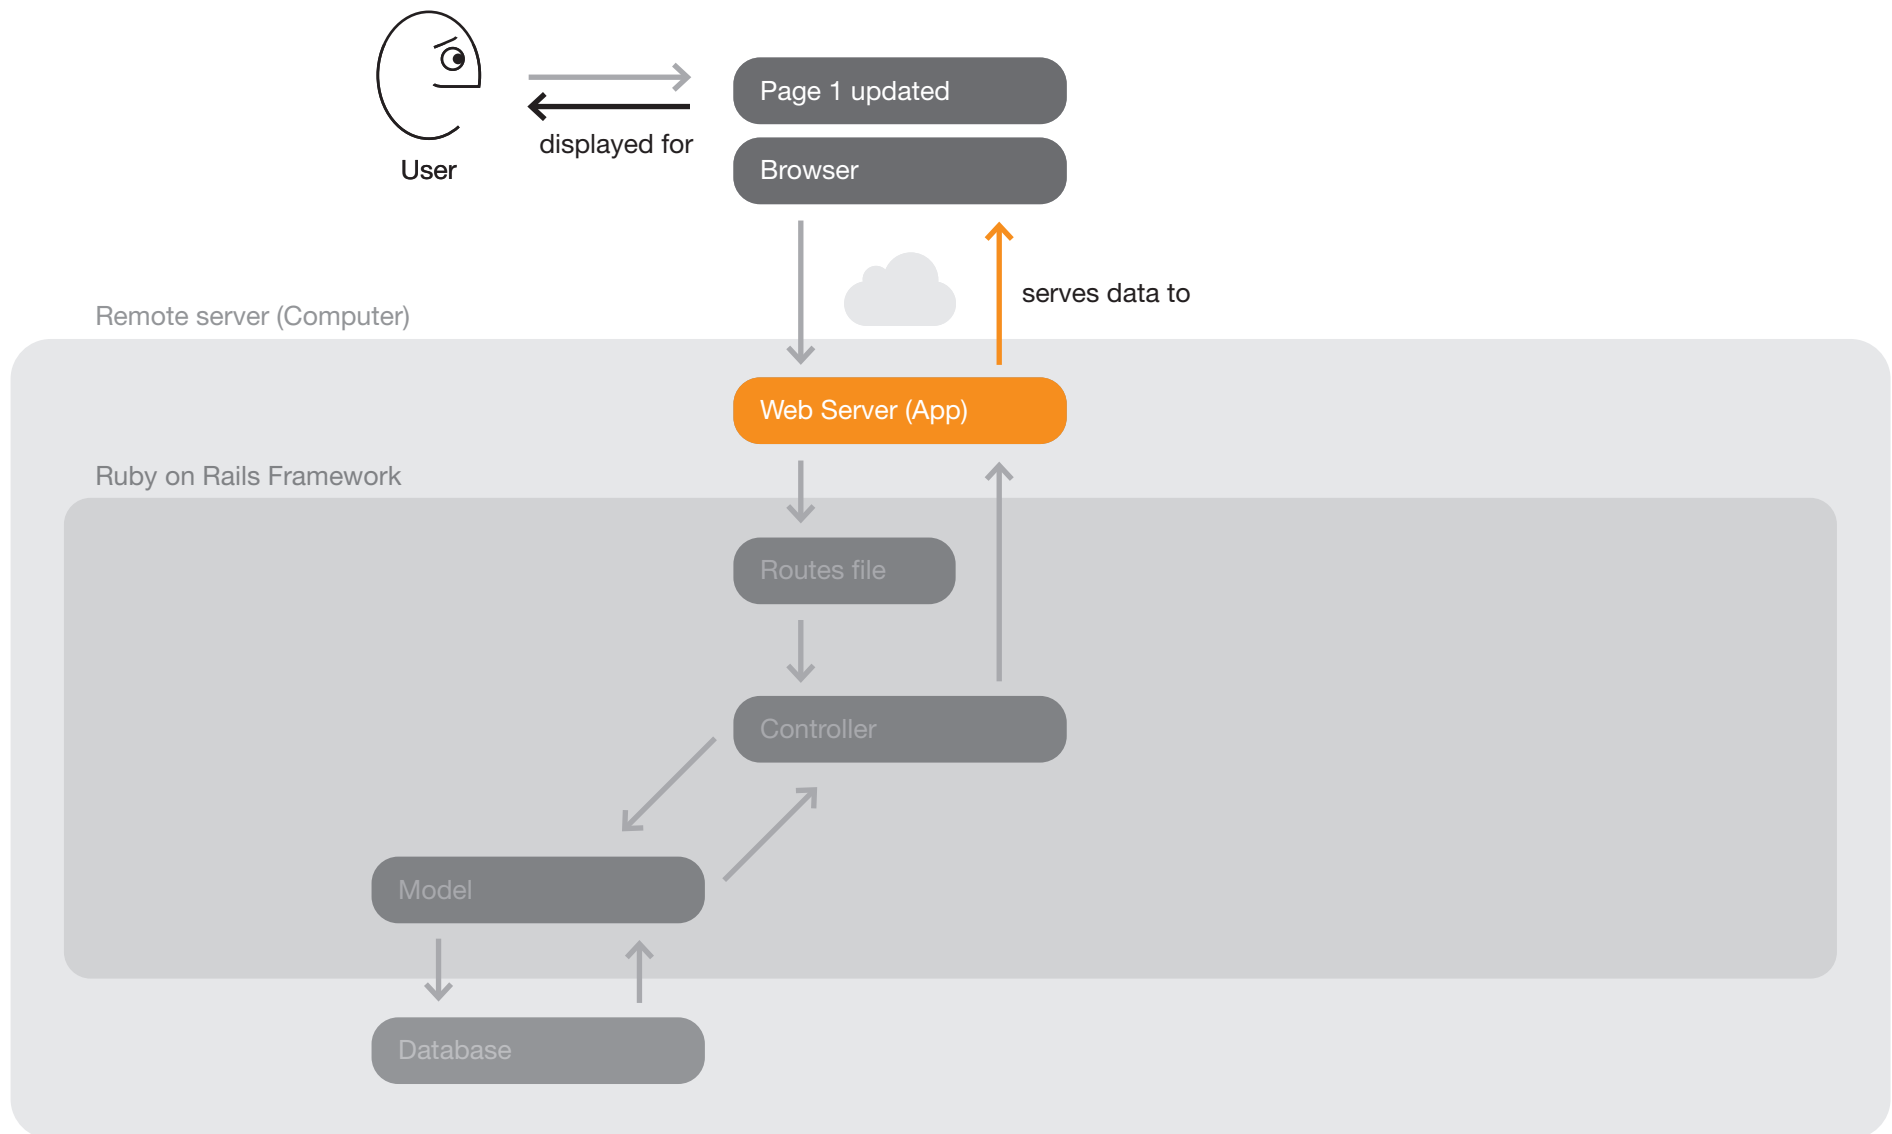 Page 1 updated
displayed for
Browser
User
serves data to
Remote server (Computer)
Web Server (App)
Ruby on Rails Framework
Routes file
Controller
Model
Database